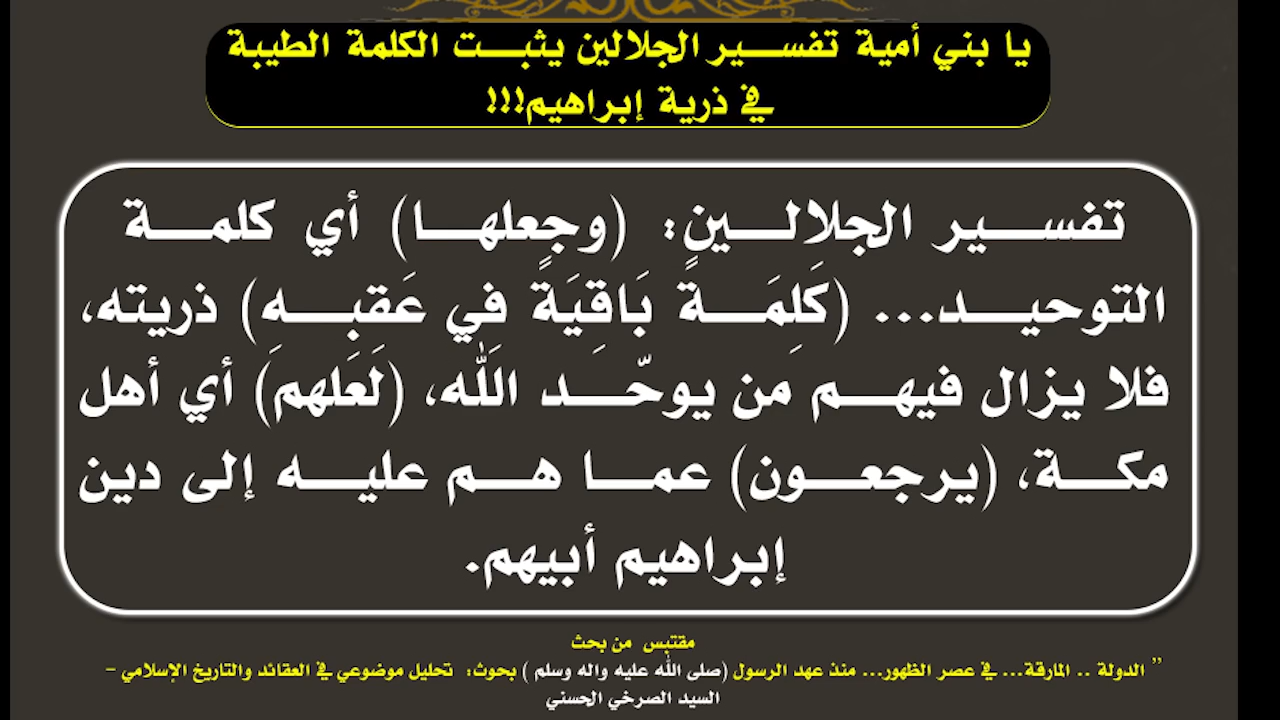 يا بني أمية تفسير الجلالين يثبت الكلمة الطيبة
في ذرية إبراهيم!!!
تفسير الجلالين: (وجعلها) أي كلمة
التوحيد... (كَلِمَةً بَاقِيَةً في عَقِبِهِ) ذريته،
فلا يزال فيهم مَن يوحّد الله، (لَعَلهم) أي أهل
مكة، (يرجعون) عما هم عليه إلى دين
إبراهيم أبيهم.
مقتبس من بحث
" الدولة .. المارقة... في عصر الظهور... منذ عهد الرسول (صلى الله عليه واله وسلم ) بحوث: تحليل موضوعي في العقائد والتاريخ الإسلامي –
السيد الصرخي الحسني